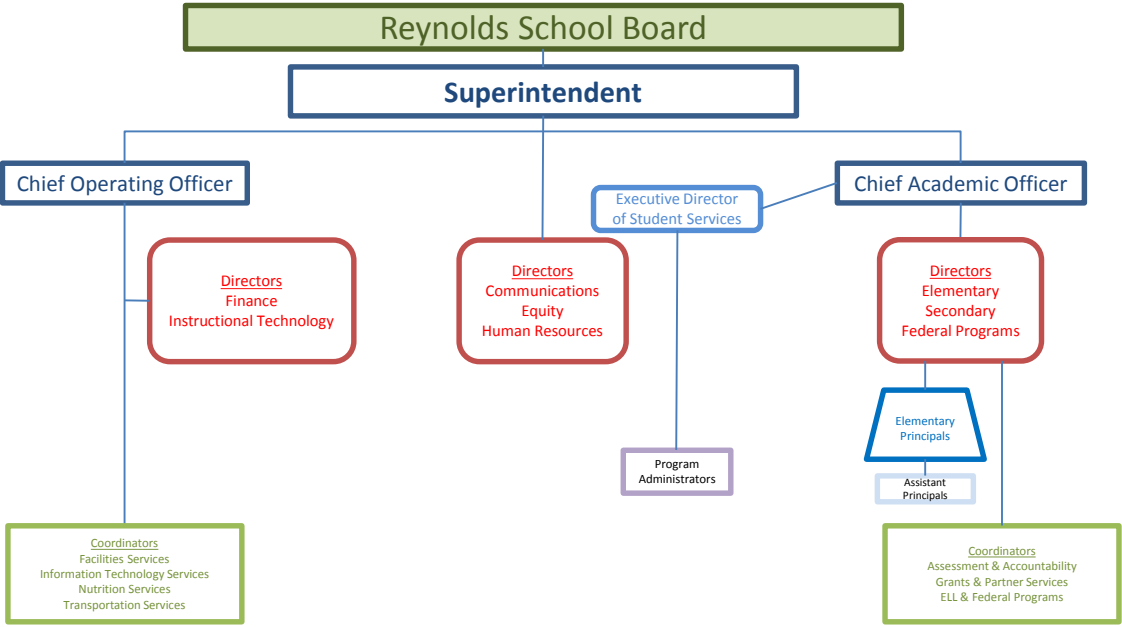 Reynolds School Board
Superintendent
Chief Operating Officer
Executive Director
of Student Services
Chief Academic Officer
Directors
Finance
Instructional Technology
Directors
Communications
Equity
Human Resources
Directors
Elementary
Secondary
Federal Programs
Elementary
Principals
Program
Administrators
Assistant
Principals
Coordinators
Facilities Services
Information Technology Services
Nutrition Services
Transportation Services
Coordinators
Assessment & Accountability
Grants & Partner Services
ELL & Federal Programs